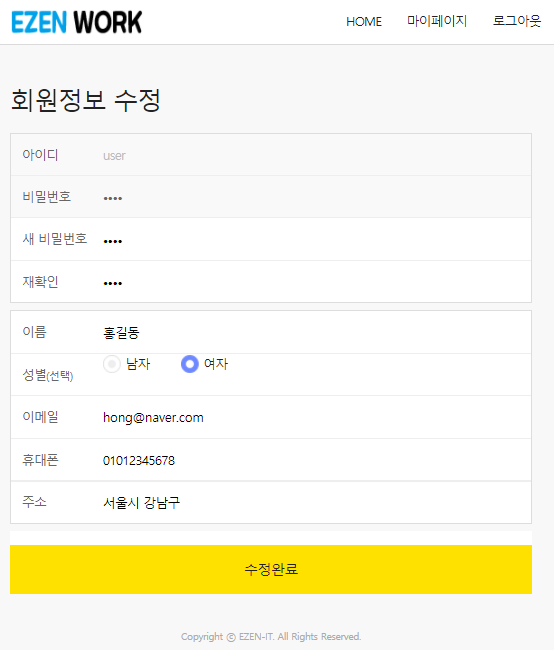 EZEN WORK HOME 마이페이지 로그아웃
회원정보 수정
아이디 user
비밀번호 ••••
새 비밀번호 ••••
재확인 ••••
이름 홍길동
성별(선택) 남자 여자
이메일 hong@naver.com
휴대폰 01012345678
주소 서울시 강남구
수정완료
Copyright ⓒ EZEN-IT. All Rights Reserved.